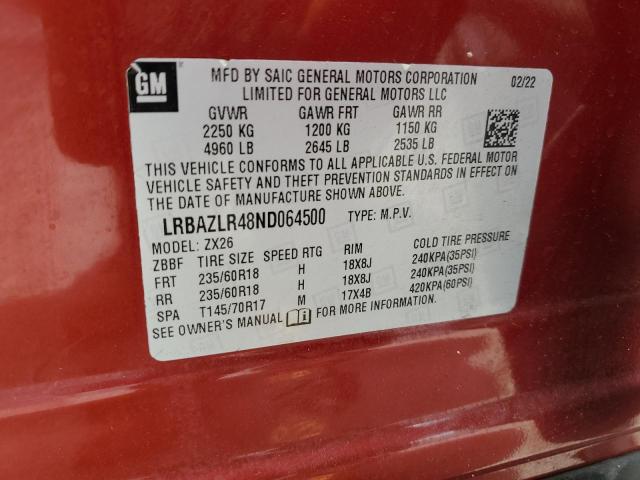 GM
MFD BY SAIC GENERAL MOTORS CORPORATION 02/22
LIMITED FOR GENERAL MOTORS LLC
GVWR GAWR FRT GAWR RR
2250 KG 1200 KG 1150 KG
4960 LB 2645 LB 2535 LB
THIS VEHICLE CONFORMS TO ALL APPLICABLE U.S. FEDERAL MOTOR
VEHICLE SAFETY AND THEFT PREVENTION STANDARDS IN EFFECT ON
THE DATE OF MANUFACTURE SHOWN ABOVE.
LRBAZLR48ND064500 TYPE: M.P.V.
MODEL: ZX26
ZBBF TIRE SIZE SPEED RTG RIM COLD TIRE PRESSURE
FRT 235/60R18 H 18X8J 240KPA(35PSI)
RR 235/60R18 H 18X8J 240KPA(35PSI)
SPA T145/70R17 M 17X4B 420KPA(60PSI)
SEE OWNER'S MANUAL FOR MORE INFORMATION.